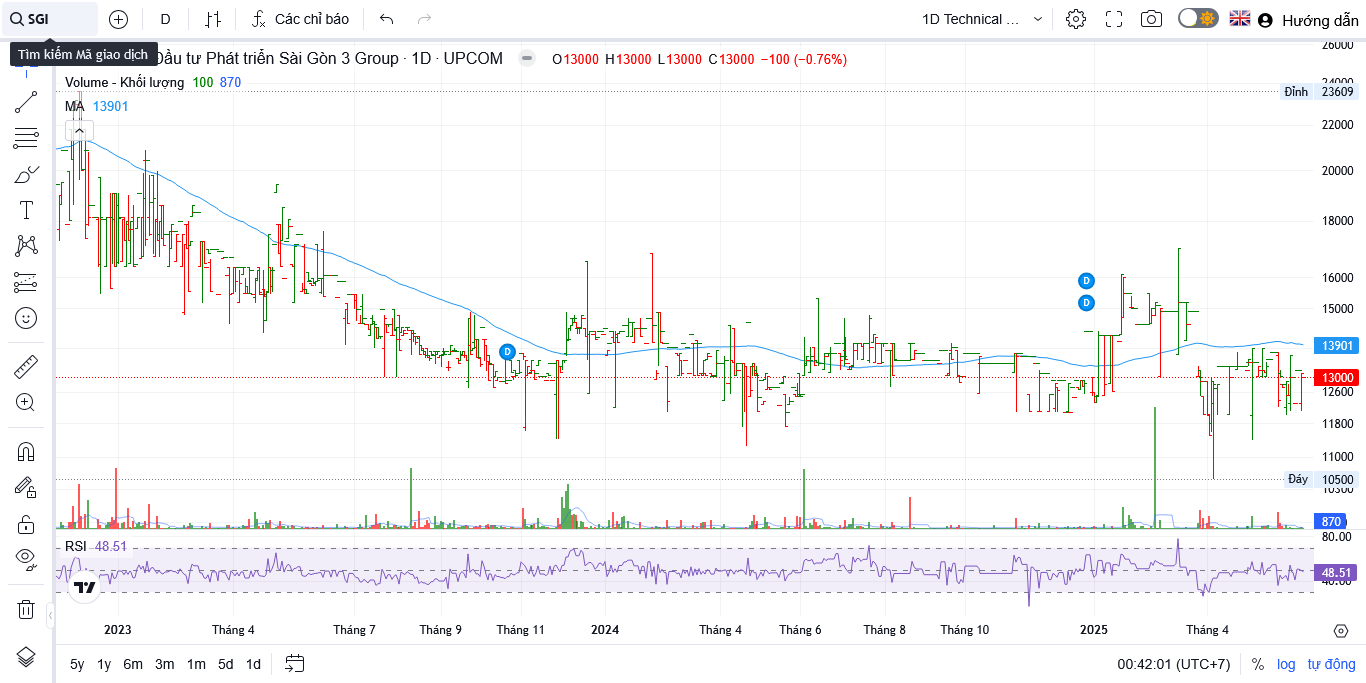 SGI D Các chỉ báo 1D Technical ... Hướng dẫn
Tìm kiếm Mã giao dịch
Đầu tư Phát triển Sài Gòn 3 Group · 1D · UPCOM O13000 H13000 L13000 C13000 −100 (−0.76%)
Volume - Khối lượng 100 870
MA 13901
26000
24000
Đỉnh 23609
22000
20000
18000
16000
15000
13901
13000
12600
11800
11000
Đáy 10500
10300
870
D
D
D
RSI 48.51
80.00
48.51
40.00
2023 Tháng 4 Tháng 7 Tháng 9 Tháng 11 2024 Tháng 4 Tháng 6 Tháng 8 Tháng 10 2025 Tháng 4
5y 1y 6m 3m 1m 5d 1d 00:42:01 (UTC+7) % log tự động